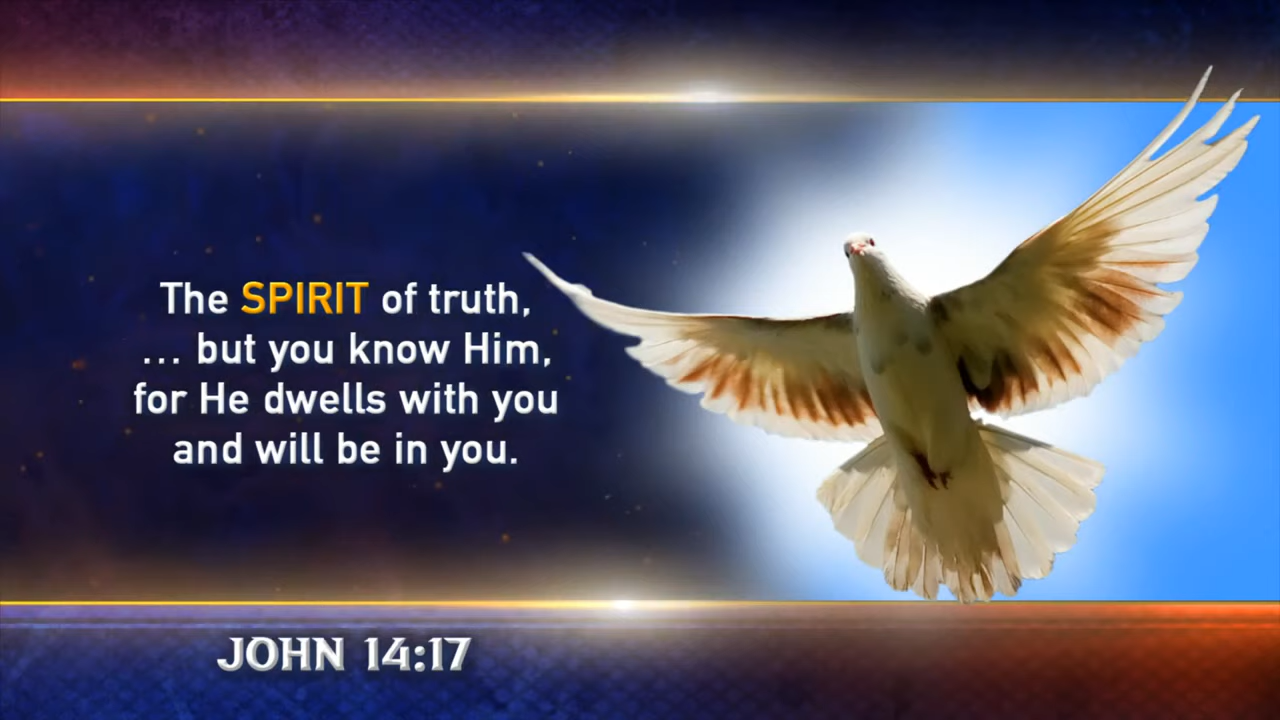 The SPIRIT of truth,
... but you know Him,
for He dwells with you
and will be in you.
JOHN 14:17